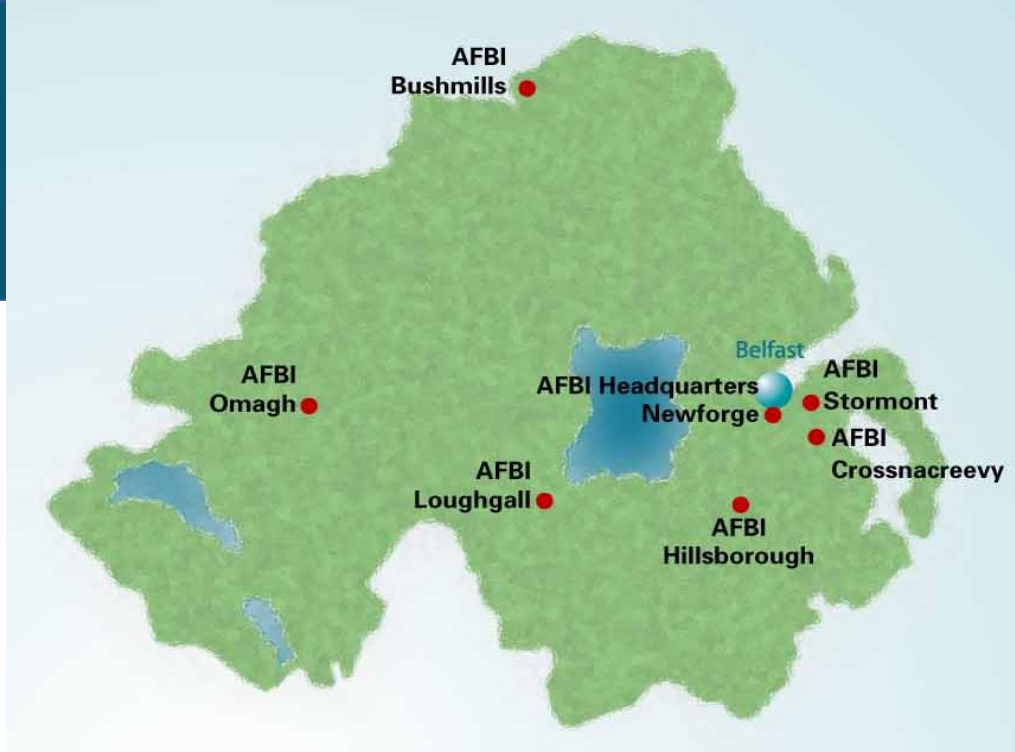 AFBI
Bushmills
Belfast
AFBI Headquarters
Newforge
AFBI
Stormont
AFBI
Omagh
AFBI
Crossnacreevy
AFBI
Loughgall
AFBI
Hillsborough